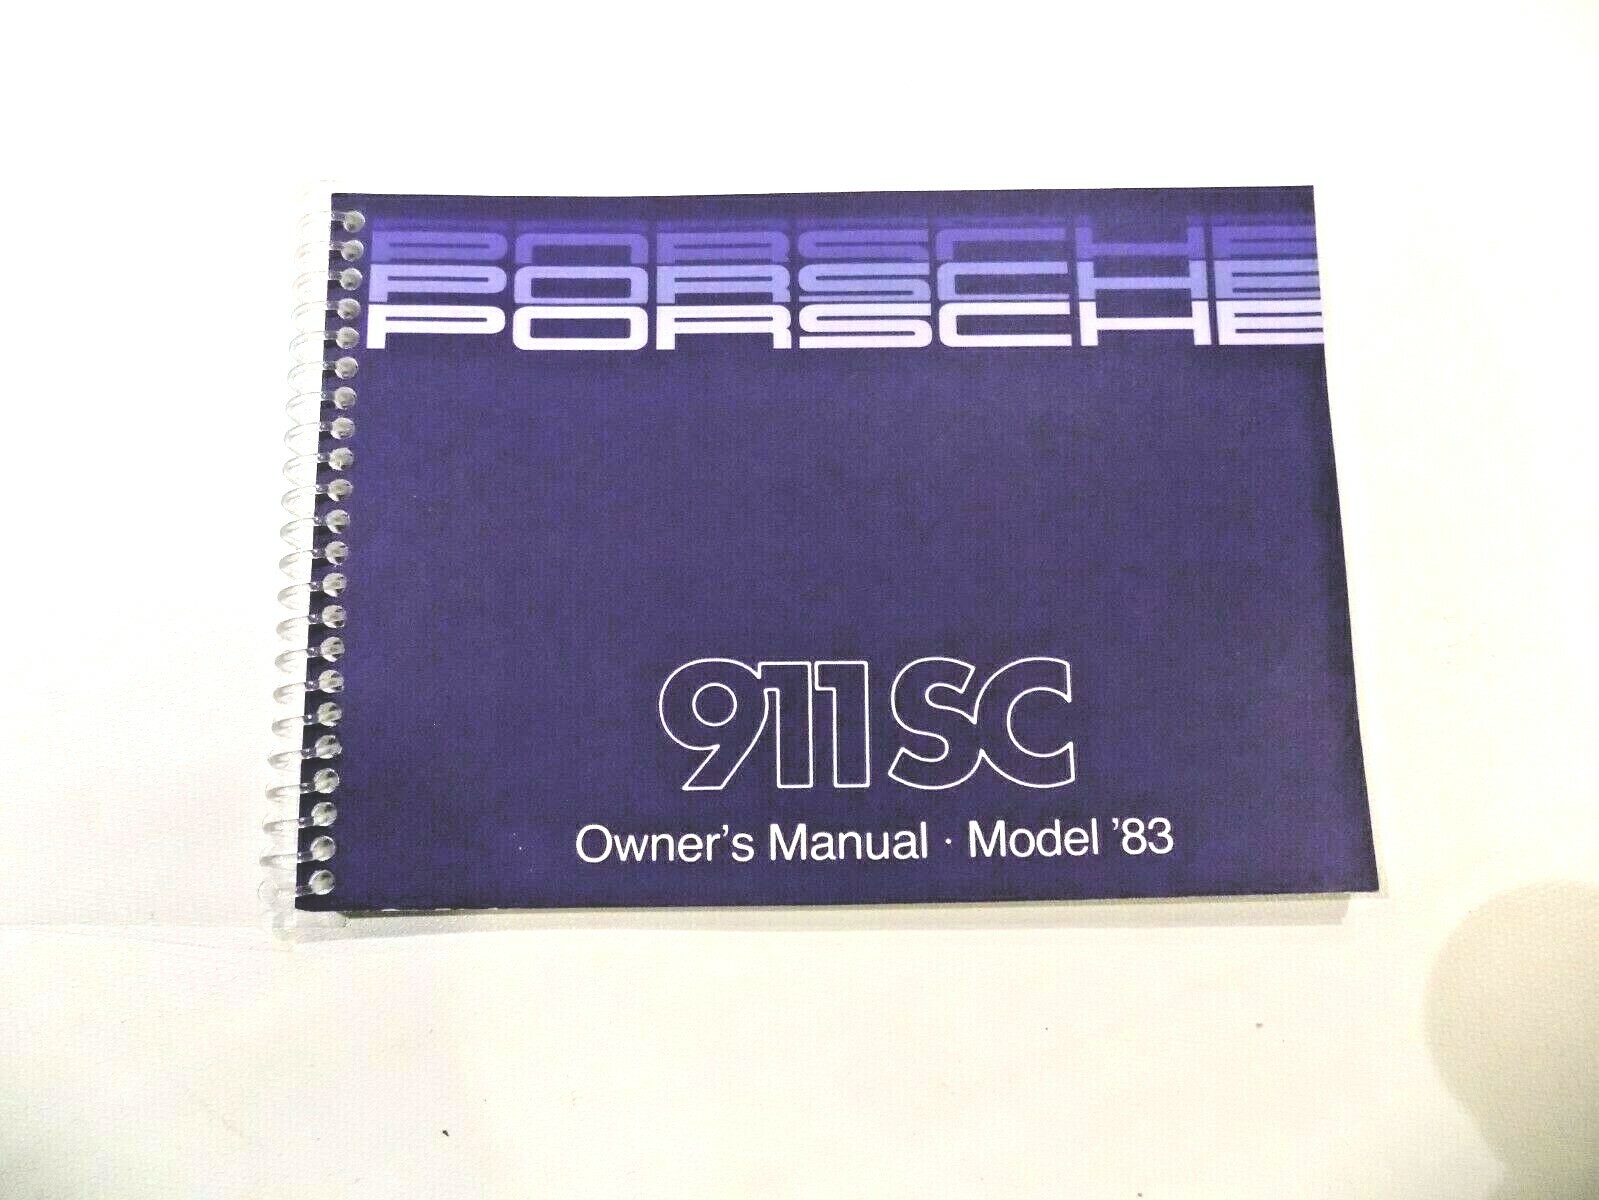 PORSCHE
PORSCHE
PORSCHE
911SC
Owner's Manual · Model '83